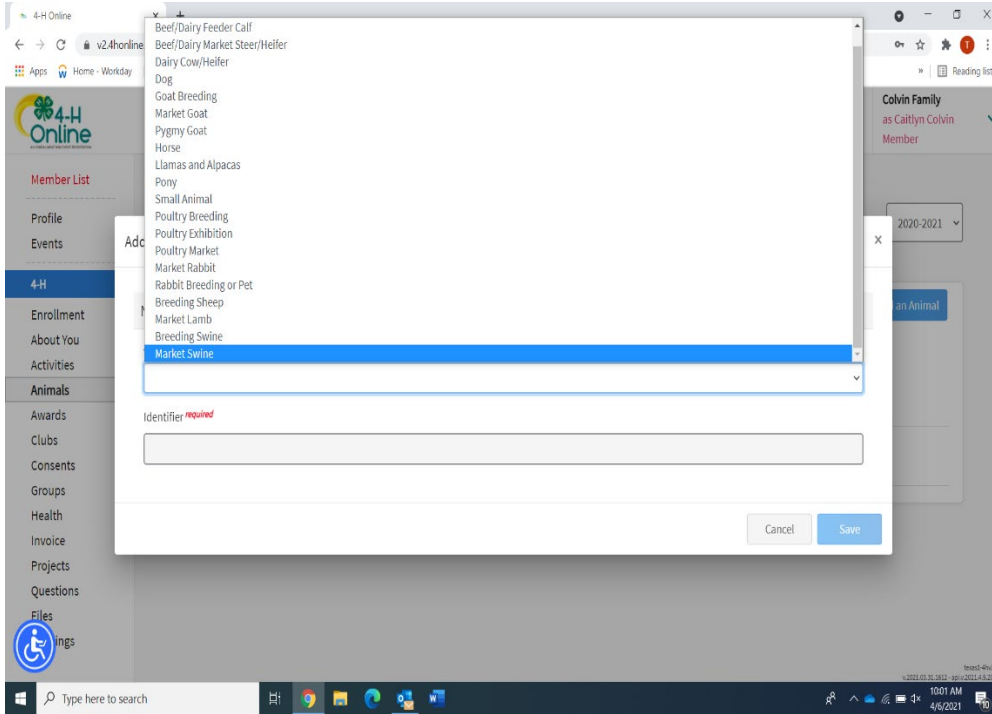 4-H Online
v2.4honline
Apps
Home - Workday
Reading list
4-H
Online
Colvin Family
as Caitlyn Colvin
Member
Member List
Profile
Events
4-H
Enrollment
About You
Activities
Animals
Awards
Clubs
Consents
Groups
Health
Invoice
Projects
Questions
Files
ings
2020-2021
an Animal
Add
Beef/Dairy Feeder Calf
Beef/Dairy Market Steer/Heifer
Dairy Cow/Heifer
Dog
Goat Breeding
Market Goat
Pygmy Goat
Horse
Llamas and Alpacas
Pony
Small Animal
Poultry Breeding
Poultry Exhibition
Poultry Market
Market Rabbit
Rabbit Breeding or Pet
Breeding Sheep
Market Lamb
Breeding Swine
Market Swine
Identifier required
Cancel
Save
Type here to search
10:01 AM
4/6/2021